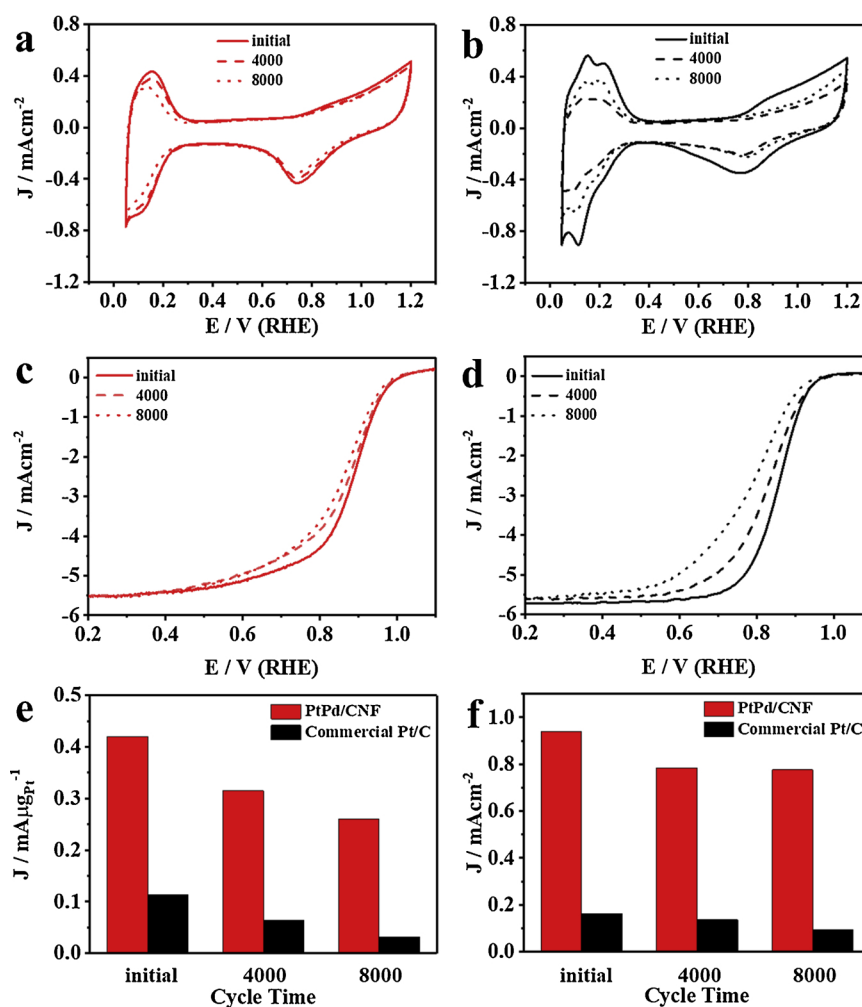 a
initial
4000
8000
0.8
0.4
0.0
-0.4
-0.8
-1.2
J / mAcm-2
0.0 0.2 0.4 0.6 0.8 1.0 1.2
E / V (RHE)
b
initial
8000
4000
0.8
0.4
0.0
-0.4
-0.8
-1.2
J / mAcm-2
0.0 0.2 0.4 0.6 0.8 1.0 1.2
E / V (RHE)
c
initial
4000
8000
0
-1
-2
-3
-4
-5
-6
J / mAcm-2
0.2 0.4 0.6 0.8 1.0
E / V (RHE)
d
initial
4000
8000
0
-1
-2
-3
-4
-5
-6
J / mAcm-2
0.2 0.4 0.6 0.8 1.0
E / V (RHE)
e
PtPd/CNF
Commercial Pt/C
0.5
0.4
0.3
0.2
0.1
0.0
J / mAμgPt-1
initial 4000 8000
Cycle Time
f
PtPd/CNF
Commercial Pt/C
1.0
0.8
0.6
0.4
0.2
0.0
J / mAcm-2
initial 4000 8000
Cycle Time